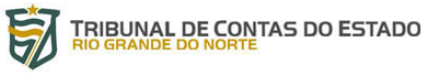 TRIBUNAL DE CONTAS DO ESTADO
RIO GRANDE DO NORTE